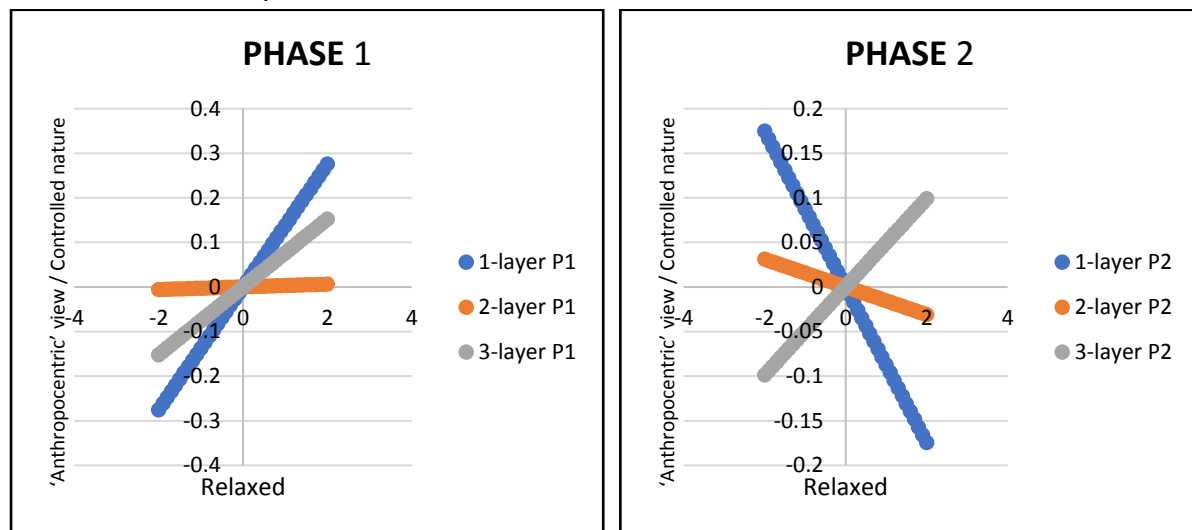 PHASE 1
'Anthropocentric' view / Controlled nature
0.4
0.3
0.2
0.1
0
-0.1
-0.2
-0.3
-0.4
-4
-2
0
2
4
Relaxed
1-layer P1
2-layer P1
3-layer P1
PHASE 2
'Anthropocentric' view / Controlled nature
0.2
0.15
0.1
0.05
0
-0.05
-0.1
-0.15
-0.2
-4
-2
0
2
4
Relaxed
1-layer P2
2-layer P2
3-layer P2